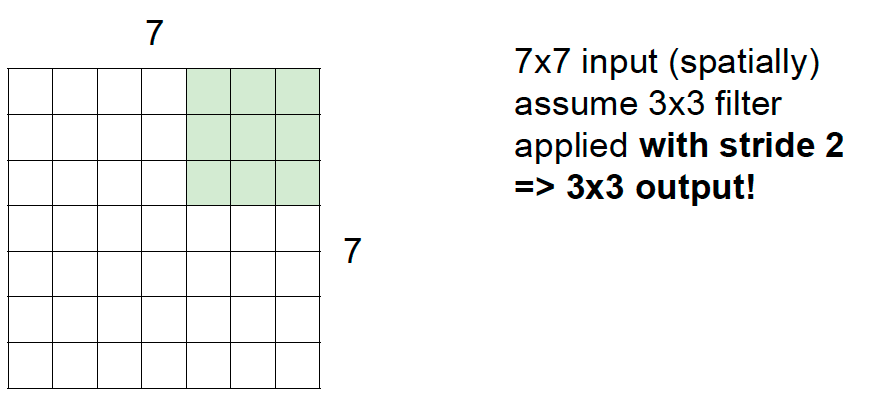 7
7x7 input (spatially)
assume 3x3 filter
applied with stride 2
=> 3x3 output!
7